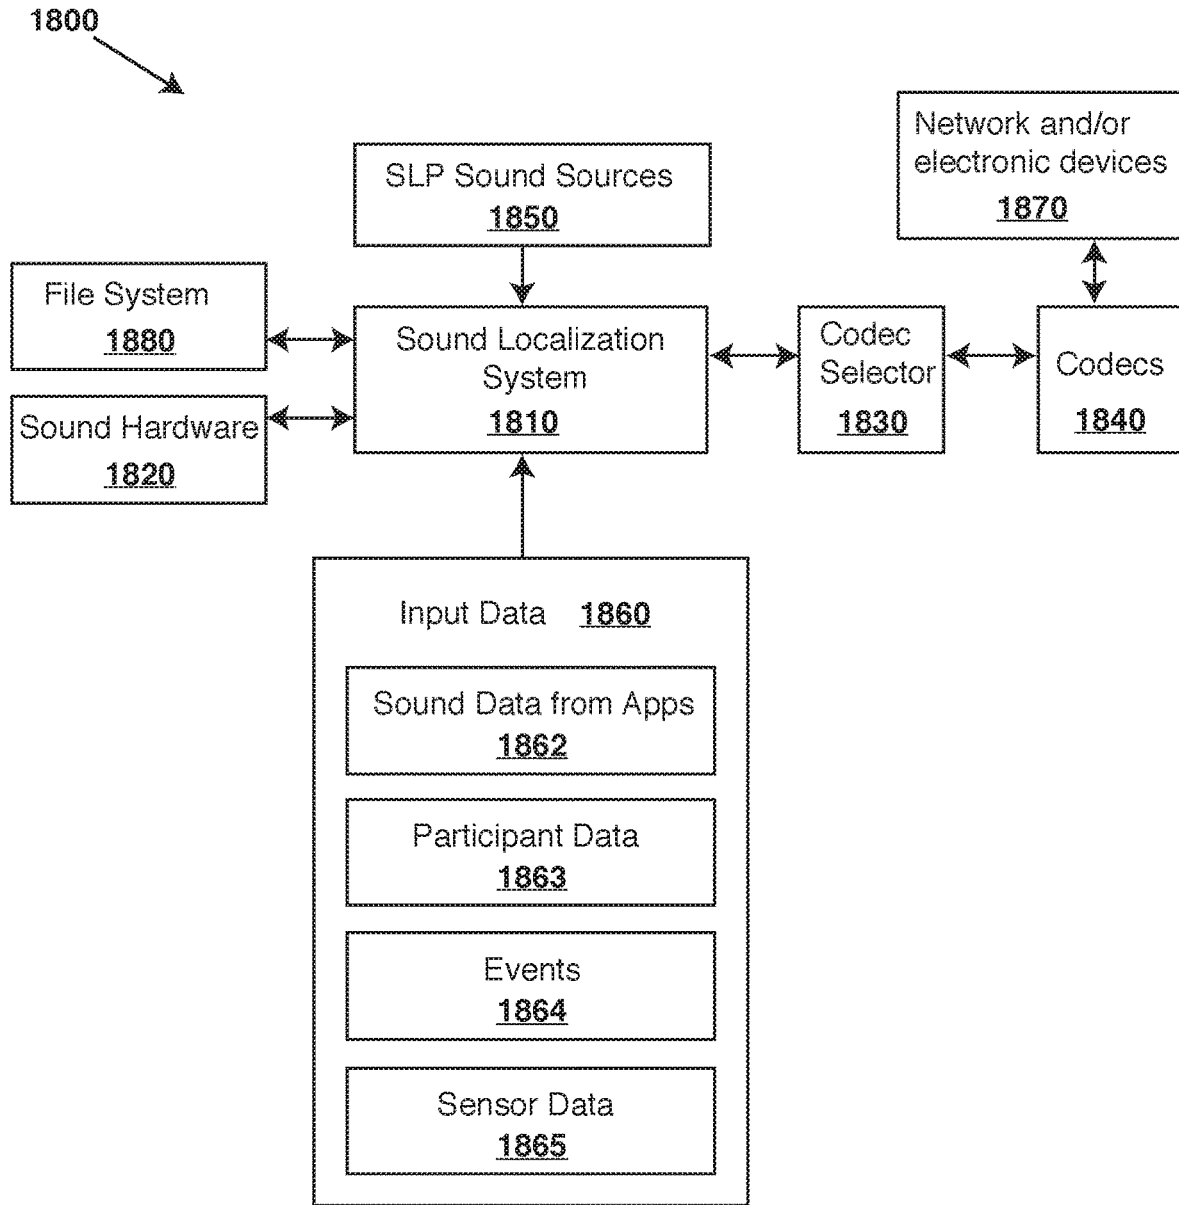 1800
Network and/or
electronic devices
1870
SLP Sound Sources
1850
File System
1880
Sound Localization
System
1810
Codec
Selector
1830
Codecs
1840
Sound Hardware
1820
Input Data 1860
Sound Data from Apps
1862
Participant Data
1863
Events
1864
Sensor Data
1865